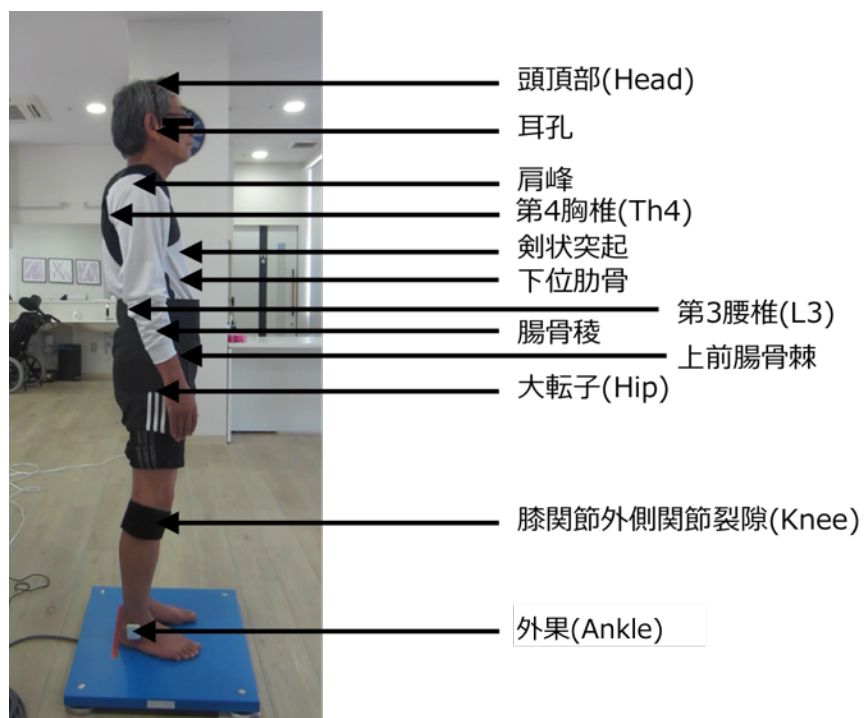 頭頂部(Head)
耳孔
肩峰
第4胸椎(Th4)
剣状突起
下位肋骨
第3腰椎(L3)
腸骨稜
上前腸骨棘
大転子(Hip)
膝関節外側関節裂隙(Knee)
外果(Ankle)